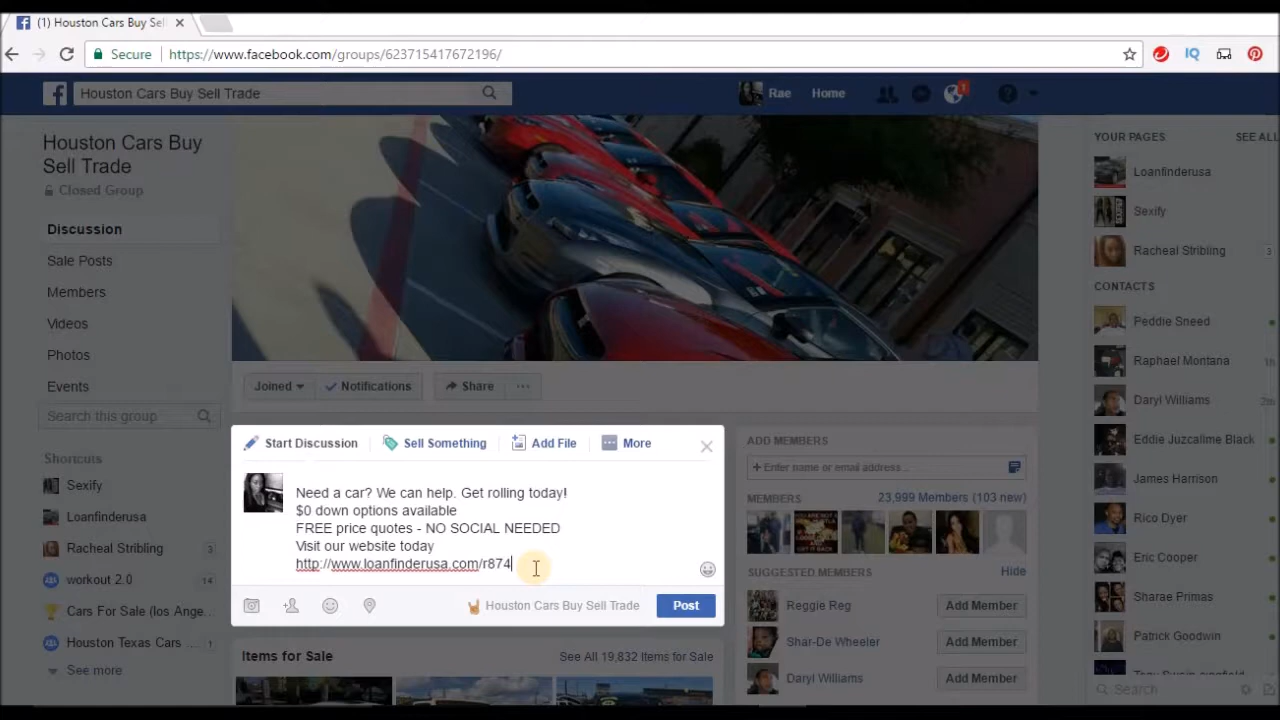 (1) Houston Cars Buy Sel
Secure https://www.facebook.com/groups/623715417672196/
Houston Cars Buy Sell Trade
Rae Home
1
Houston Cars Buy
Sell Trade
Closed Group
Discussion
Sale Posts
Members
Videos
Photos
Events
Search this group
Shortcuts
Sexify
Loanfinderusa
Racheal Stribling 3
workout 2.0 14
Cars For Sale (los Ange...
Houston Texas Cars ... 1
See more
Joined Notifications Share ...
Start Discussion Sell Something Add File More
Need a car? We can help. Get rolling today!
$0 down options available
FREE price quotes - NO SOCIAL NEEDED
Visit our website today
http://www.loanfinderusa.com/r874
Houston Cars Buy Sell Trade Post
Items for Sale See All 19,832 Items for Sale
ADD MEMBERS
+ Enter name or email address...
MEMBERS 23,999 Members (103 new)
SUGGESTED MEMBERS Hide
Reggie Reg Add Member
Shar-De Wheeler Add Member
Daryl Williams Add Member
YOUR PAGES SEE ALL
Loanfinderusa
Sexify
Racheal Stribling 3
CONTACTS
Peddie Sneed
Raphael Montana 1h
Daryl Williams 2m
Eddie Juzcalime Black
James Harrison
Rico Dyer
Eric Cooper
Sharae Primas
Patrick Goodwin
Search